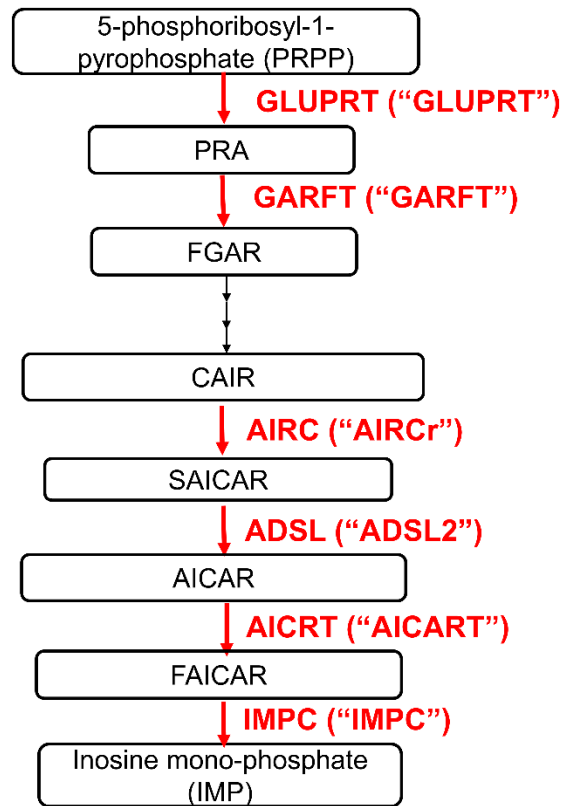 5-phosphoribosyl-1-
pyrophosphate (PRPP)
GLUPRT (“GLUPRT”)
PRA
GARFT (“GARFT”)
FGAR
CAIR
AIRC (“AIRCr”)
SAICAR
ADSL (“ADSL2”)
AICAR
AICRT (“AICART”)
FAICAR
IMPC (“IMPC”)
Inosine mono-phosphate
(IMP)